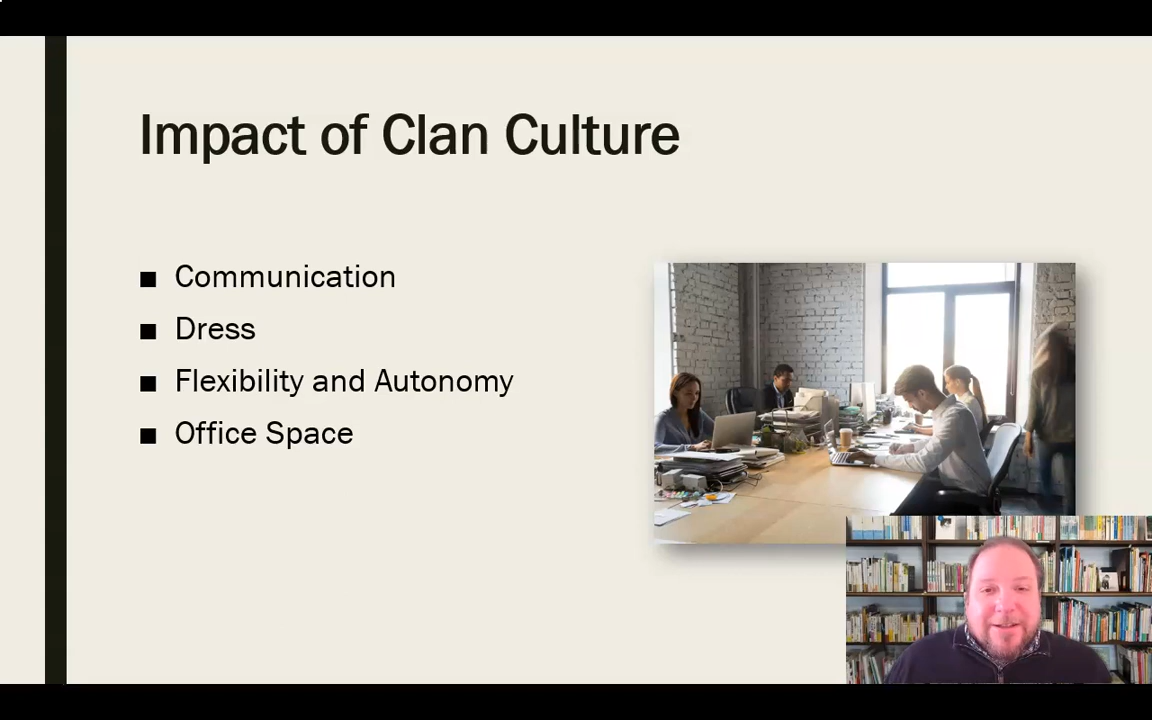 Impact of Clan Culture
■ Communication
■ Dress
■ Flexibility and Autonomy
■ Office Space